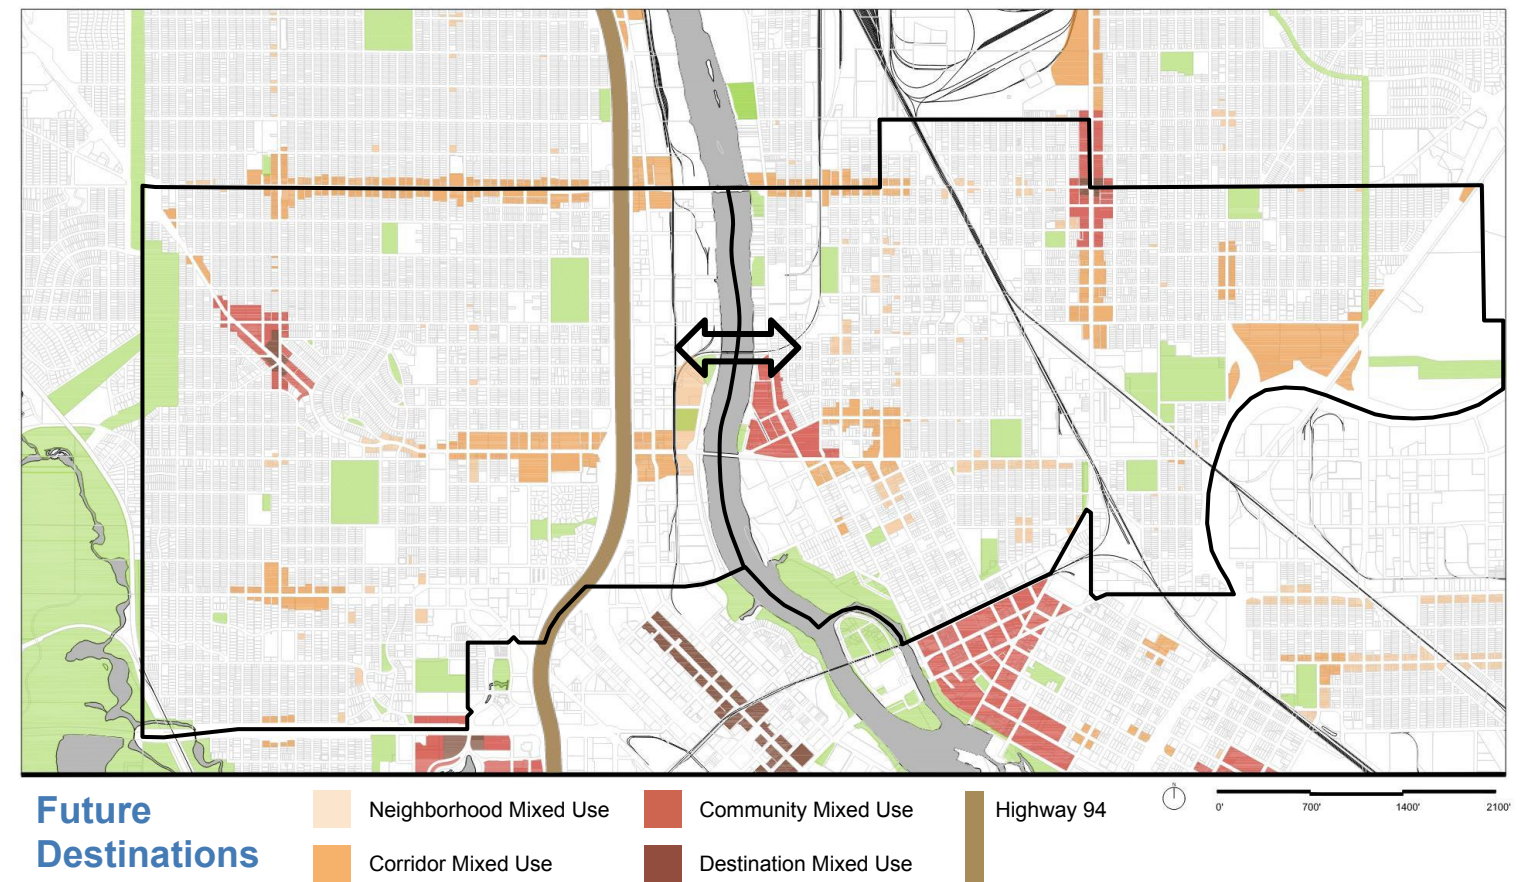 Future
Destinations
Neighborhood Mixed Use
Corridor Mixed Use
Community Mixed Use
Destination Mixed Use
Highway 94
N
0' 700' 1400' 2100'